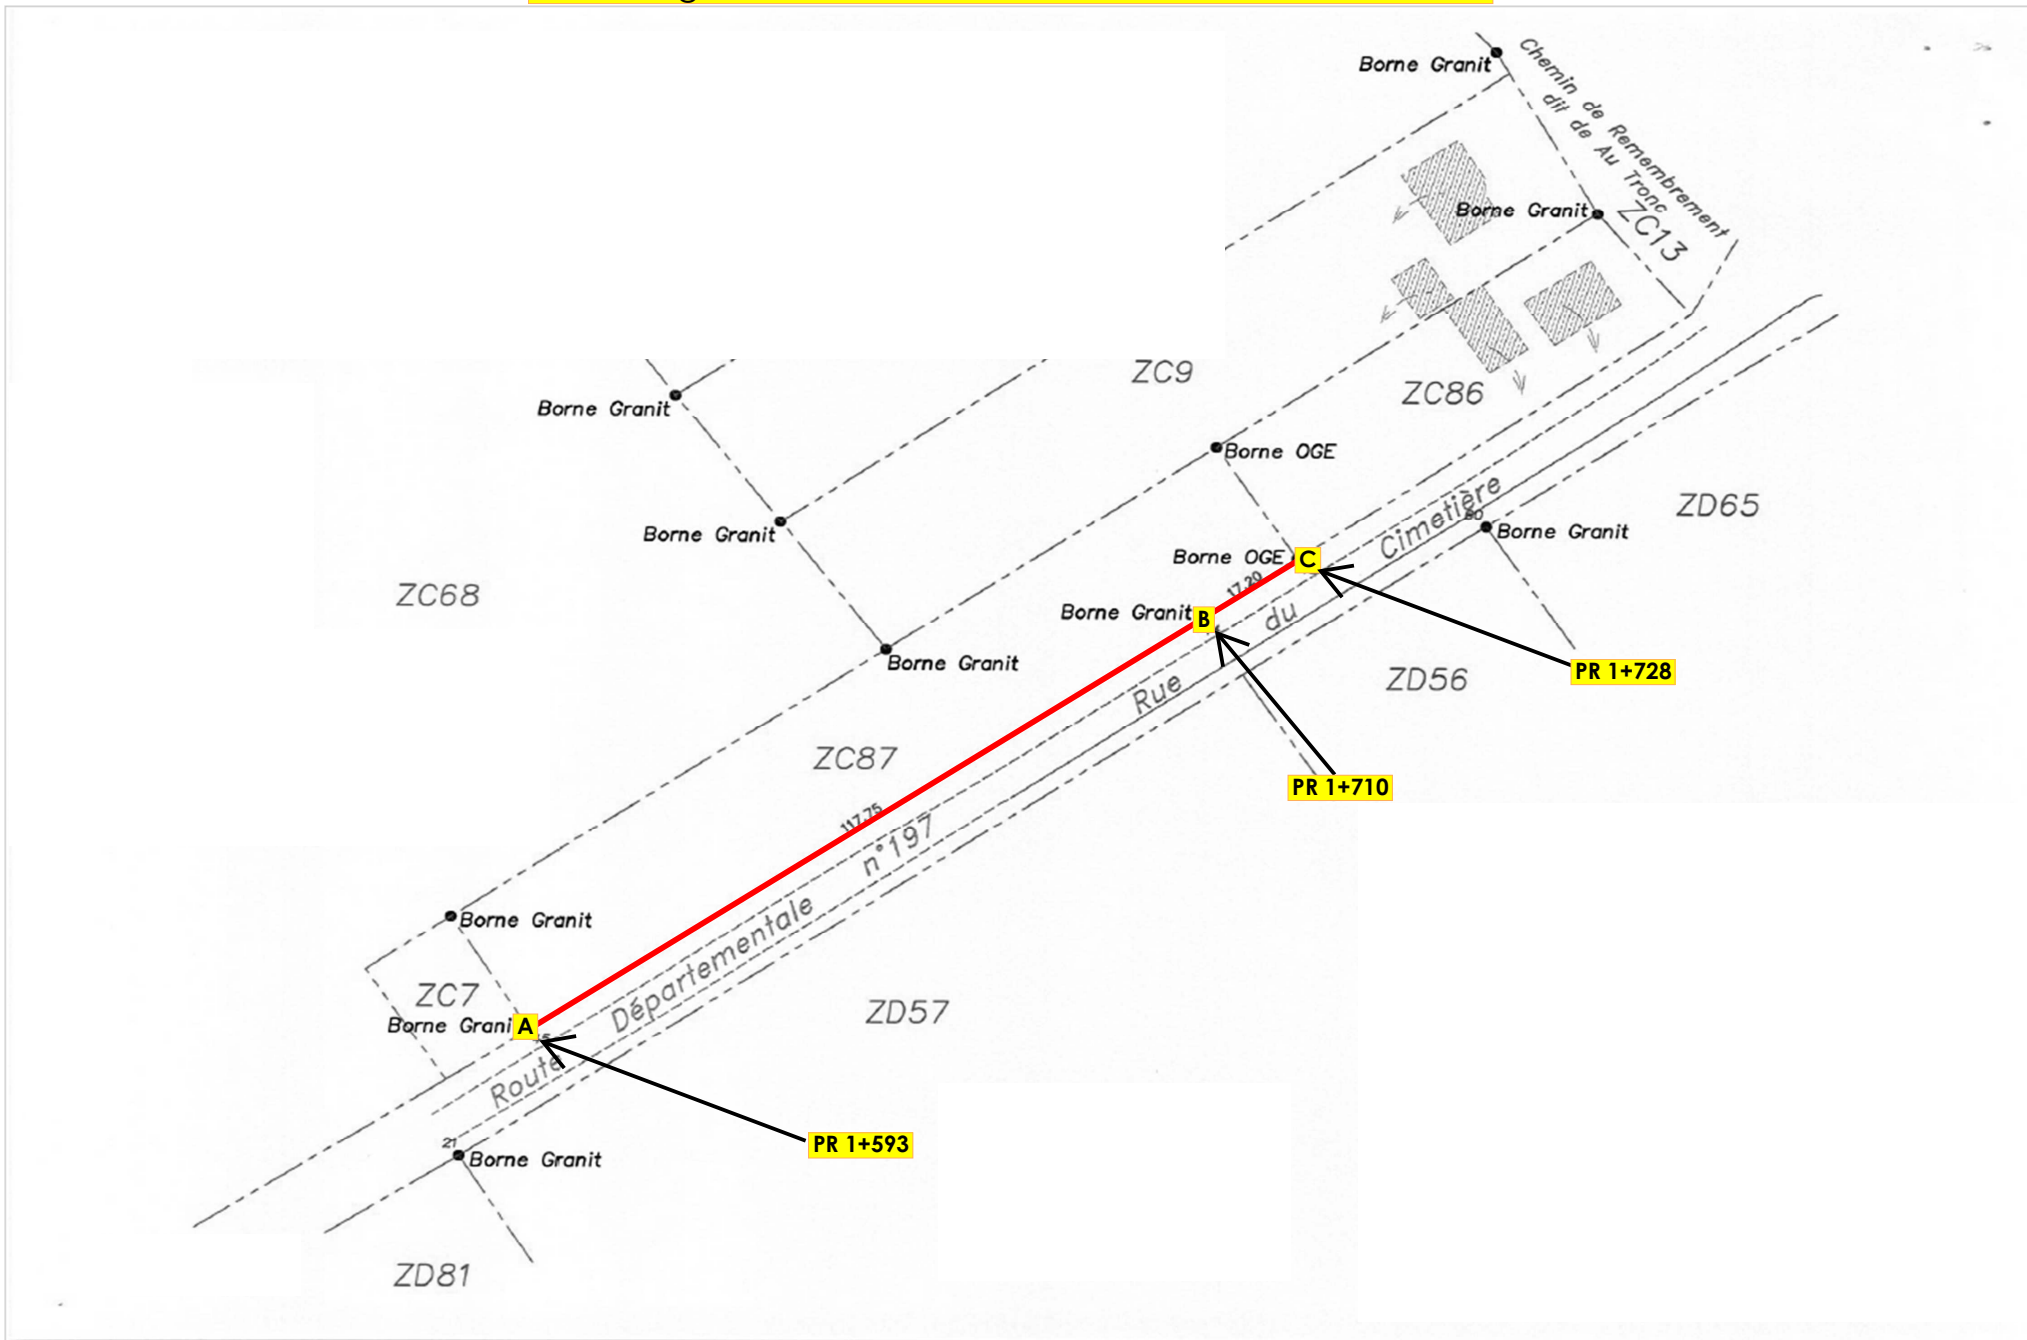 Borne Granit
Chemin de Remembrement
dit de Au Tronc
Borne Granit
ZC13
ZC9
ZC86
Borne Granit
Borne OGE
ZD65
Borne Granit
Cimetière
Borne Granit
ZC68
Borne OGE
C
17,20
Borne Granit
B
du
Borne Granit
ZD56
PR 1+728
Rue
ZC87
PR 1+710
117,75
n°197
Borne Granit
Départementale
ZC7
Borne Grani
A
ZD57
Route
PR 1+593
21
Borne Granit
ZD81